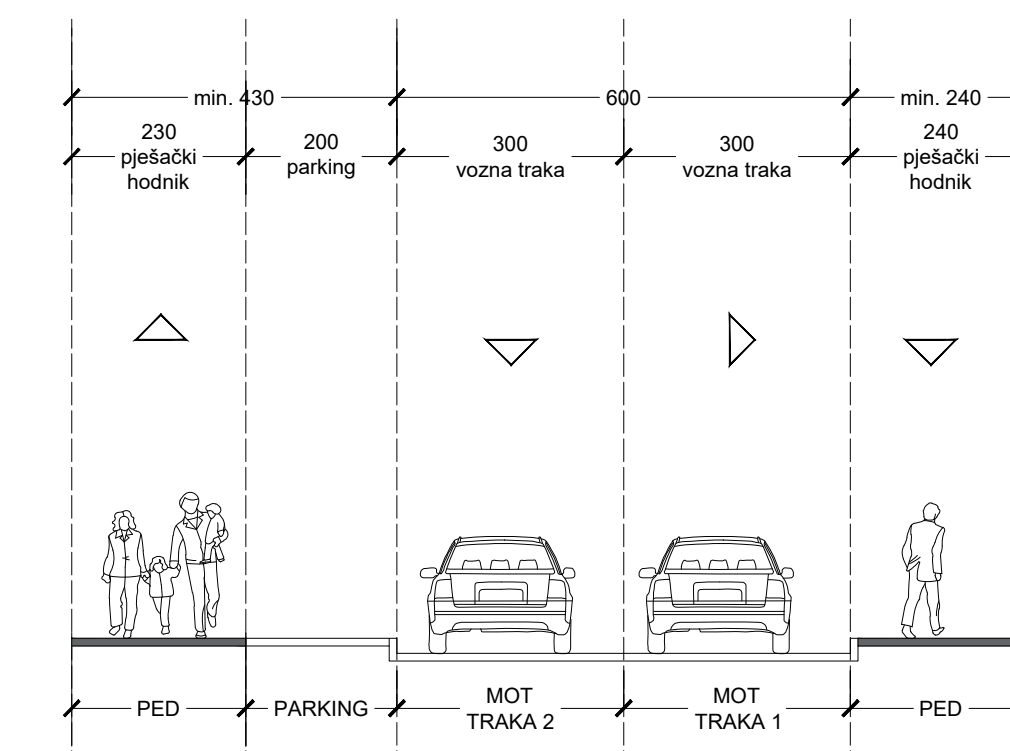 min. 430
600
min. 240
230
pješački
hodnik
200
parking
300
vozna traka
300
vozna traka
240
pješački
hodnik
PED
PARKING
MOT
TRAKA 2
MOT
TRAKA 1
PED